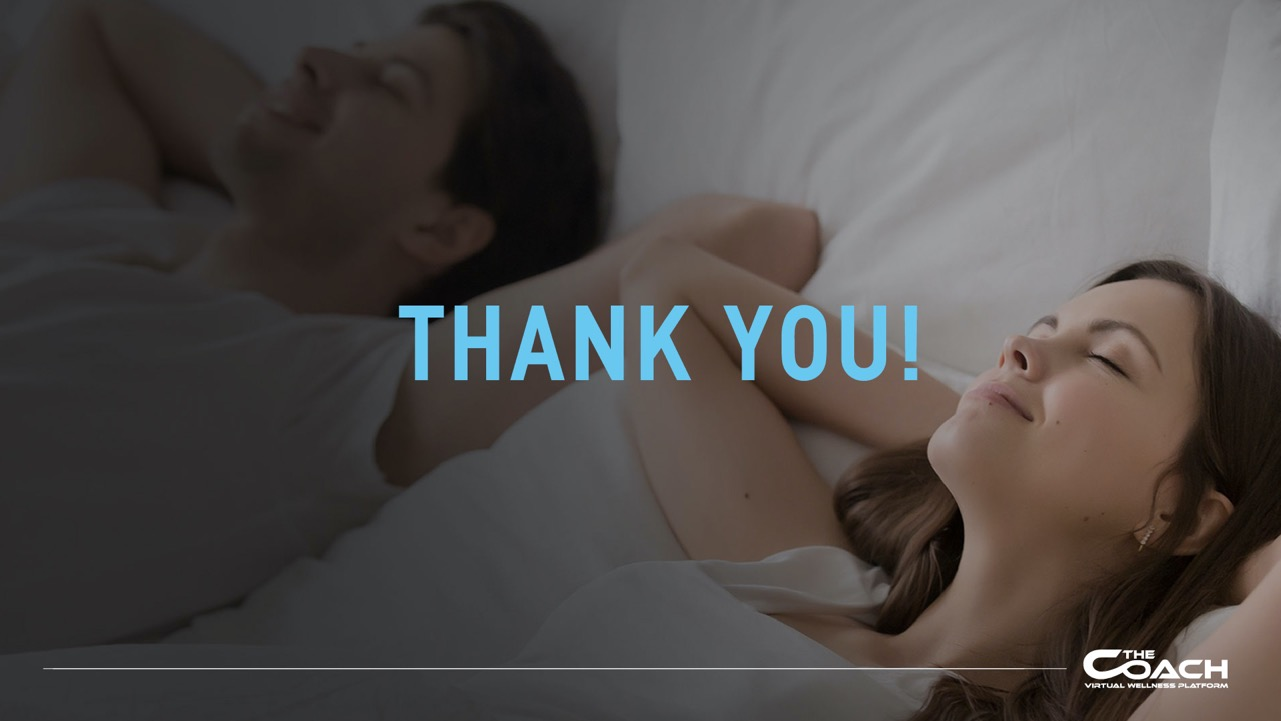 THANK YOU!
THE
COACH
VIRTUAL WELLNESS PLATFORM